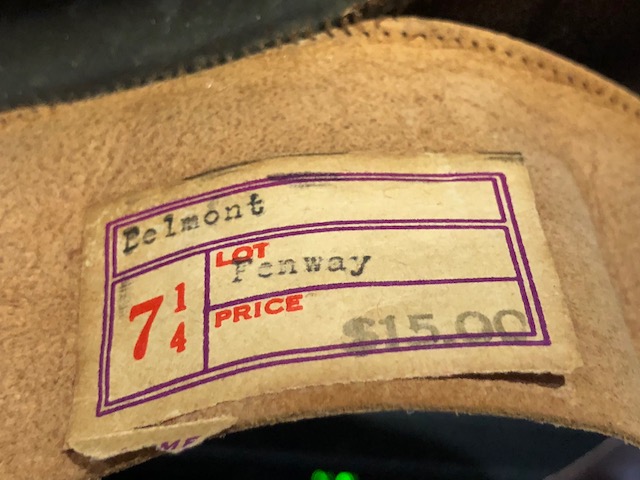 Belmont
LOT
Fenway
7 1/4
PRICE
$15.00